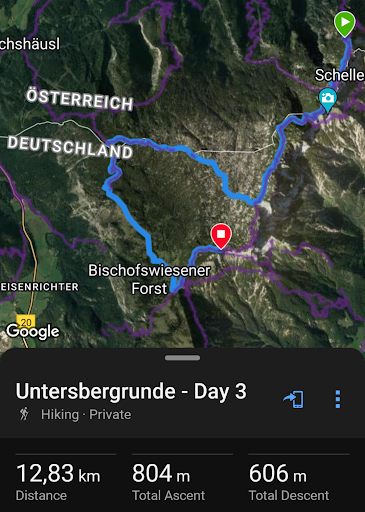 chshäusl
Schelle
ÖSTERREICH
DEUTSCHLAND
Bischofswiesener
Forst
EISENRICHTER
20
Google
Untersbergrunde - Day 3
Hiking · Private
12,83 km
804 m
606 m
Distance
Total Ascent
Total Descent